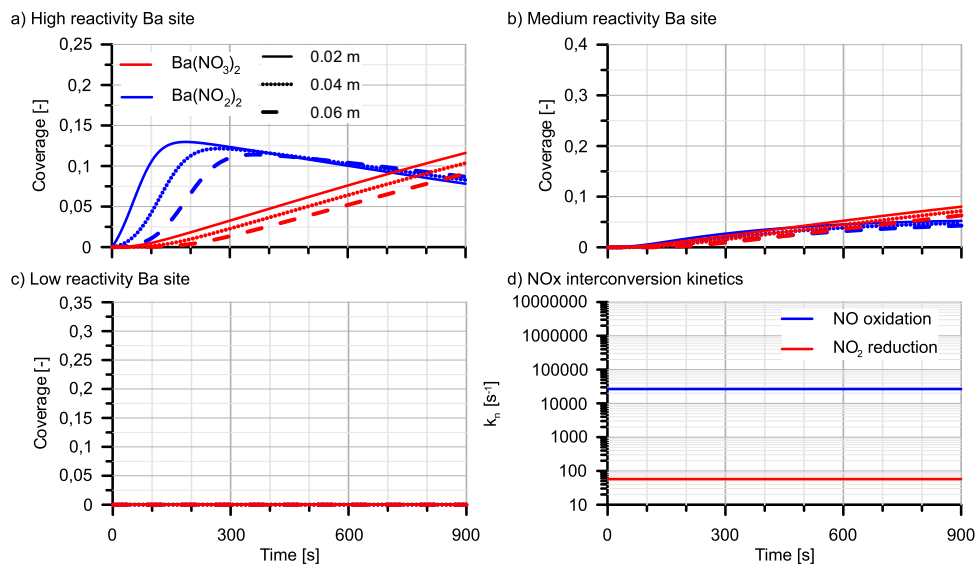 a) High reactivity Ba site
0,25
0,2
0,15
0,1
0,05
0
Coverage [-]
Ba(NO₃)₂
Ba(NO₂)₂
0.02 m
0.04 m
0.06 m
0
300
600
900
b) Medium reactivity Ba site
0,4
0,3
0,2
0,1
0
Coverage [-]
c) Low reactivity Ba site
0,35
0,3
0,25
0,2
0,15
0,1
0,05
0
Coverage [-]
0
300
600
900
Time [s]
d) NOx interconversion kinetics
10000000
1000000
100000
10000
1000
100
10
kₙ [s⁻¹]
NO oxidation
NO₂ reduction
0
300
600
900
Time [s]